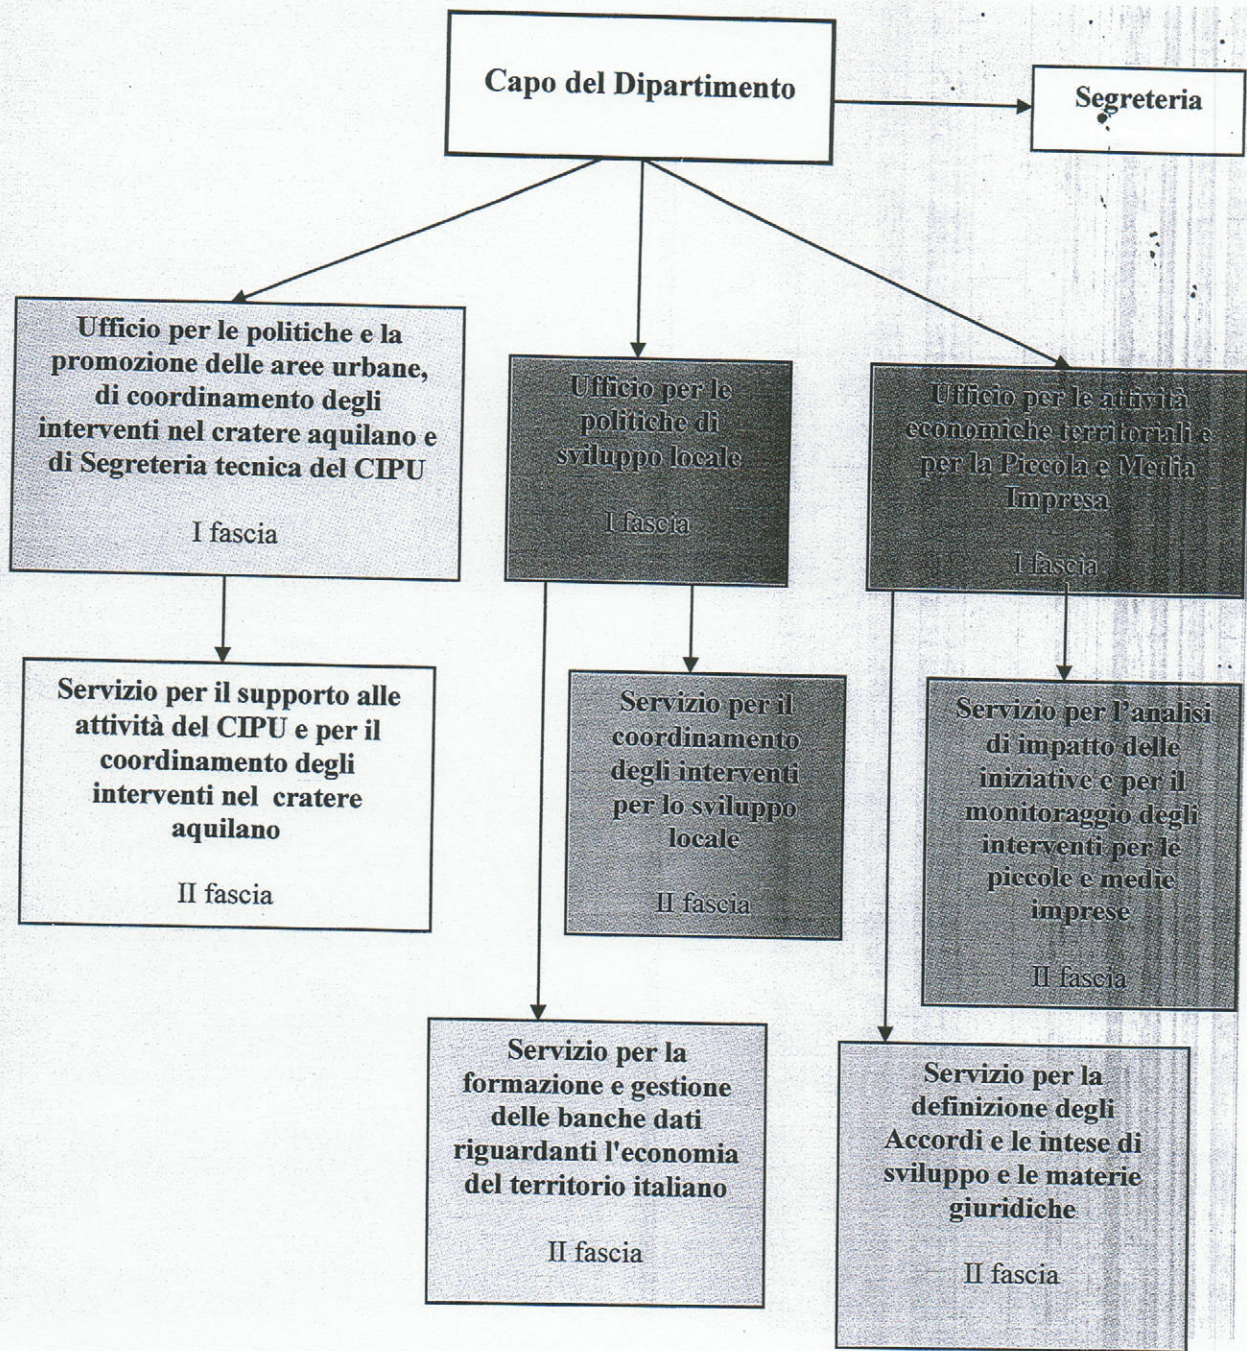 Capo del Dipartimento
Segreteria
Ufficio per le politiche e la
promozione delle aree urbane,
di coordinamento degli
interventi nel cratere aquilano e
di Segreteria tecnica del CIPU
I fascia
Ufficio per le
politiche di
sviluppo locale
I fascia
Ufficio per le attività
economiche territoriali e
per la Piccola e Media
Impresa
I fascia
Servizio per il supporto alle
attività del CIPU e per il
coordinamento degli
interventi nel cratere
aquilano
II fascia
Servizio per il
coordinamento
degli interventi
per lo sviluppo
locale
II fascia
Servizio per l'analisi
di impatto delle
iniziative e per il
monitoraggio degli
interventi per le
piccole e medie
imprese
II fascia
Servizio per la
formazione e gestione
delle banche dati
riguardanti l'economia
del territorio italiano
II fascia
Servizio per la
definizione degli
Accordi e le intese di
sviluppo e le materie
giuridiche
II fascia